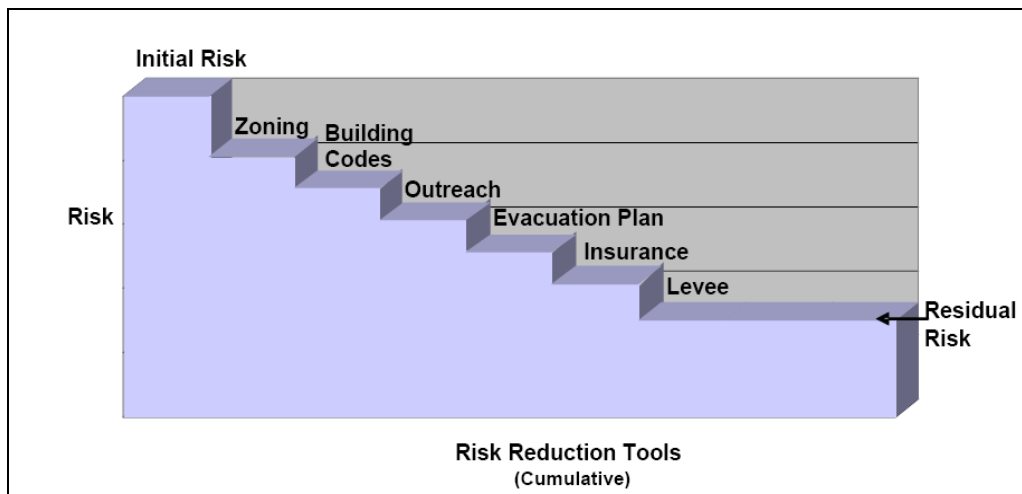 Initial Risk
Zoning
Building
Codes
Outreach
Risk
Evacuation Plan
Insurance
Levee
Residual
Risk
Risk Reduction Tools
(Cumulative)